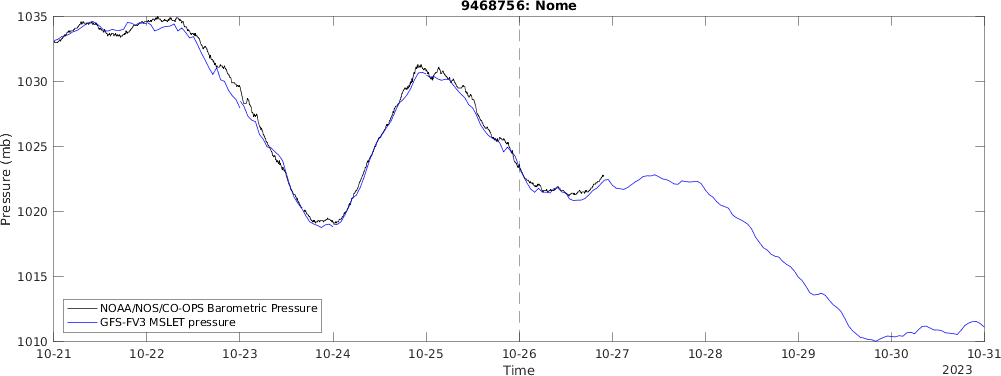 9468756: Nome
1035
1030
1025
1020
1015
1010
Pressure (mb)
NOAA/NOS/CO-OPS Barometric Pressure
GFS-FV3 MSLET pressure
10-21 10-22 10-23 10-24 10-25 10-26 10-27 10-28 10-29 10-30 10-31
Time
2023